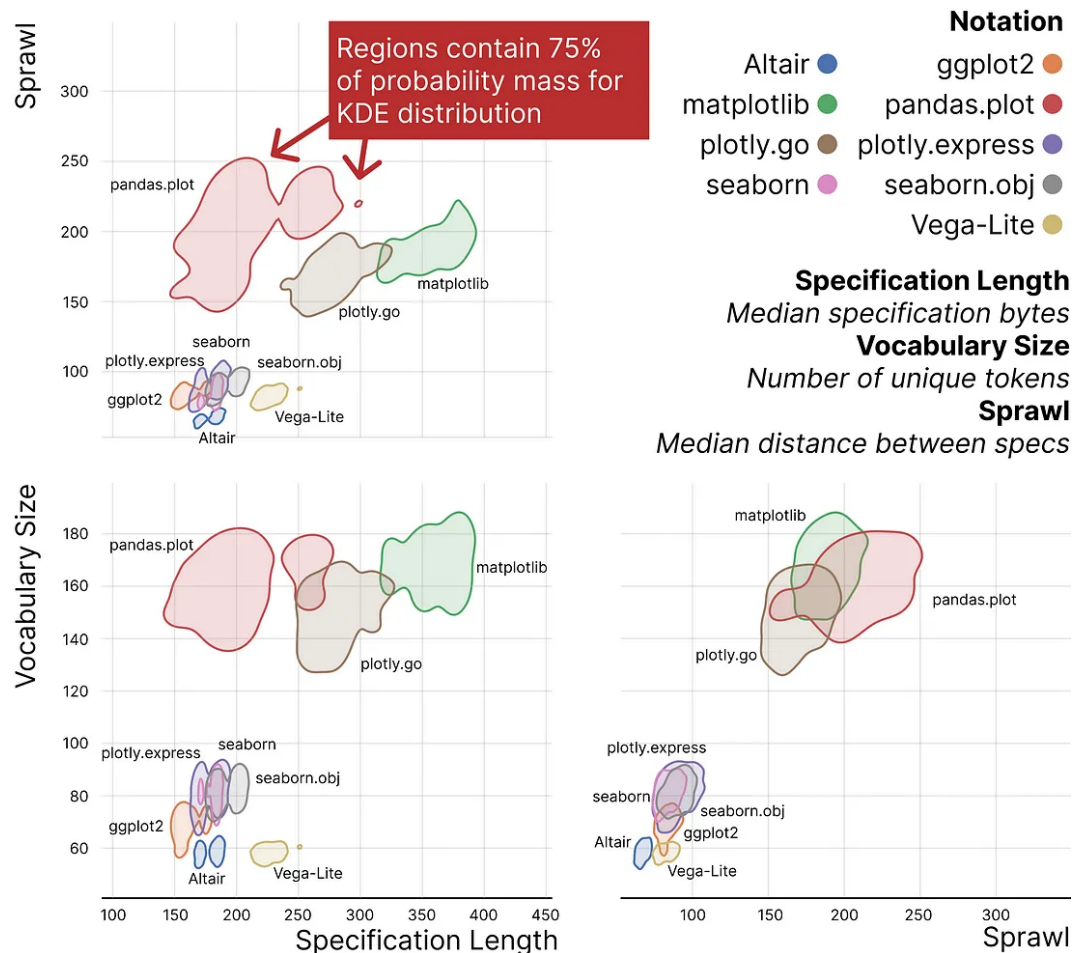 Sprawl
300
250
200
150
100
Regions contain 75%
of probability mass for
KDE distribution
pandas.plot
matplotlib
plotly.go
seaborn
plotly.express
seaborn.obj
ggplot2
Vega-Lite
Altair
Notation
Altair
ggplot2
matplotlib
pandas.plot
plotly.go
plotly.express
seaborn
seaborn.obj
Vega-Lite
Specification Length
Median specification bytes
Vocabulary Size
Number of unique tokens
Sprawl
Median distance between specs
Vocabulary Size
180
160
140
120
100
80
60
pandas.plot
matplotlib
plotly.go
seaborn
plotly.express
seaborn.obj
ggplot2
Altair
Vega-Lite
100 150 200 250 300 350 400 450
Specification Length
matplotlib
pandas.plot
plotly.go
plotly.express
seaborn
seaborn.obj
ggplot2
Altair
Vega-Lite
100 150 200 250 300
Sprawl